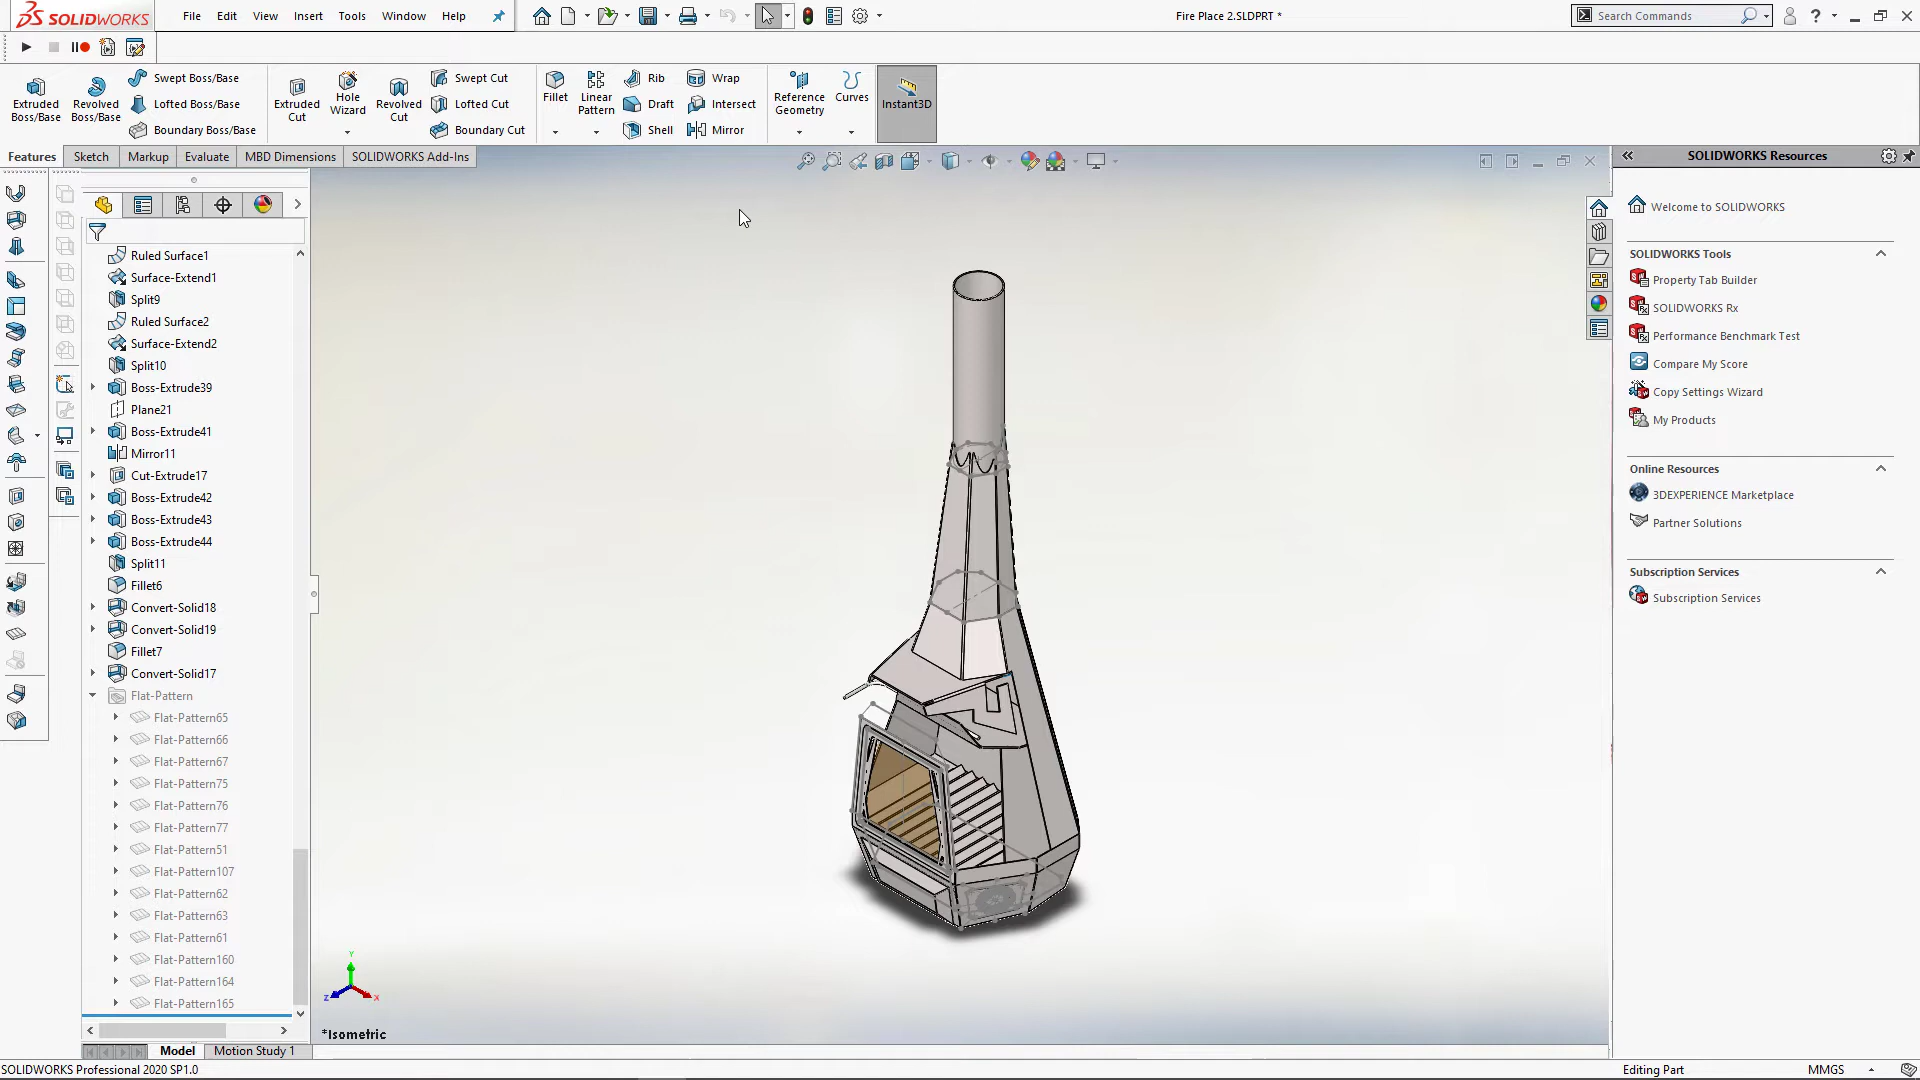 SOLIDWORKS File Edit View Insert Tools Window Help Fire Place 2.SLDPRT * Search Commands
Extruded Boss/Base
Revolved Boss/Base
Swept Boss/Base
Lofted Boss/Base
Boundary Boss/Base
Extruded Cut
Hole Wizard
Revolved Cut
Swept Cut
Lofted Cut
Boundary Cut
Fillet
Linear Pattern
Rib
Draft
Shell
Wrap
Intersect
Mirror
Reference Geometry
Curves
Instant3D
Features Sketch Markup Evaluate MBD Dimensions SOLIDWORKS Add-Ins
Ruled Surface1
Surface-Extend1
Split9
Ruled Surface2
Surface-Extend2
Split10
Boss-Extrude39
Plane21
Boss-Extrude41
Mirror11
Cut-Extrude17
Boss-Extrude42
Boss-Extrude43
Boss-Extrude44
Split11
Fillet6
Convert-Solid18
Convert-Solid19
Fillet7
Convert-Solid17
Flat-Pattern
Flat-Pattern65
Flat-Pattern66
Flat-Pattern67
Flat-Pattern75
Flat-Pattern76
Flat-Pattern77
Flat-Pattern51
Flat-Pattern107
Flat-Pattern62
Flat-Pattern63
Flat-Pattern61
Flat-Pattern160
Flat-Pattern164
Flat-Pattern165
Y
Z X
*Isometric
SOLIDWORKS Resources
Welcome to SOLIDWORKS
SOLIDWORKS Tools
Property Tab Builder
SOLIDWORKS Rx
Performance Benchmark Test
Compare My Score
Copy Settings Wizard
My Products
Online Resources
3DEXPERIENCE Marketplace
Partner Solutions
Subscription Services
Subscription Services
Model Motion Study 1
SOLIDWORKS Professional 2020 SP1.0 Editing Part MMGS